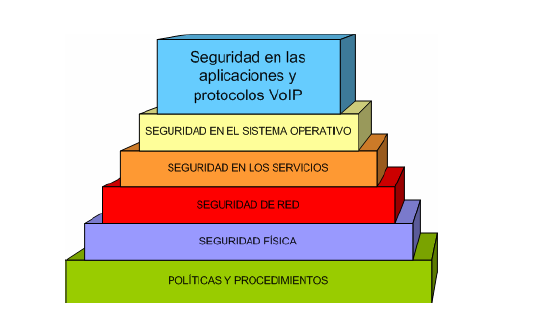 Seguridad en las
aplicaciones y
protocolos VoIP
SEGURIDAD EN EL SISTEMA OPERATIVO
SEGURIDAD EN LOS SERVICIOS
SEGURIDAD DE RED
SEGURIDAD FÍSICA
POLÍTICAS Y PROCEDIMIENTOS